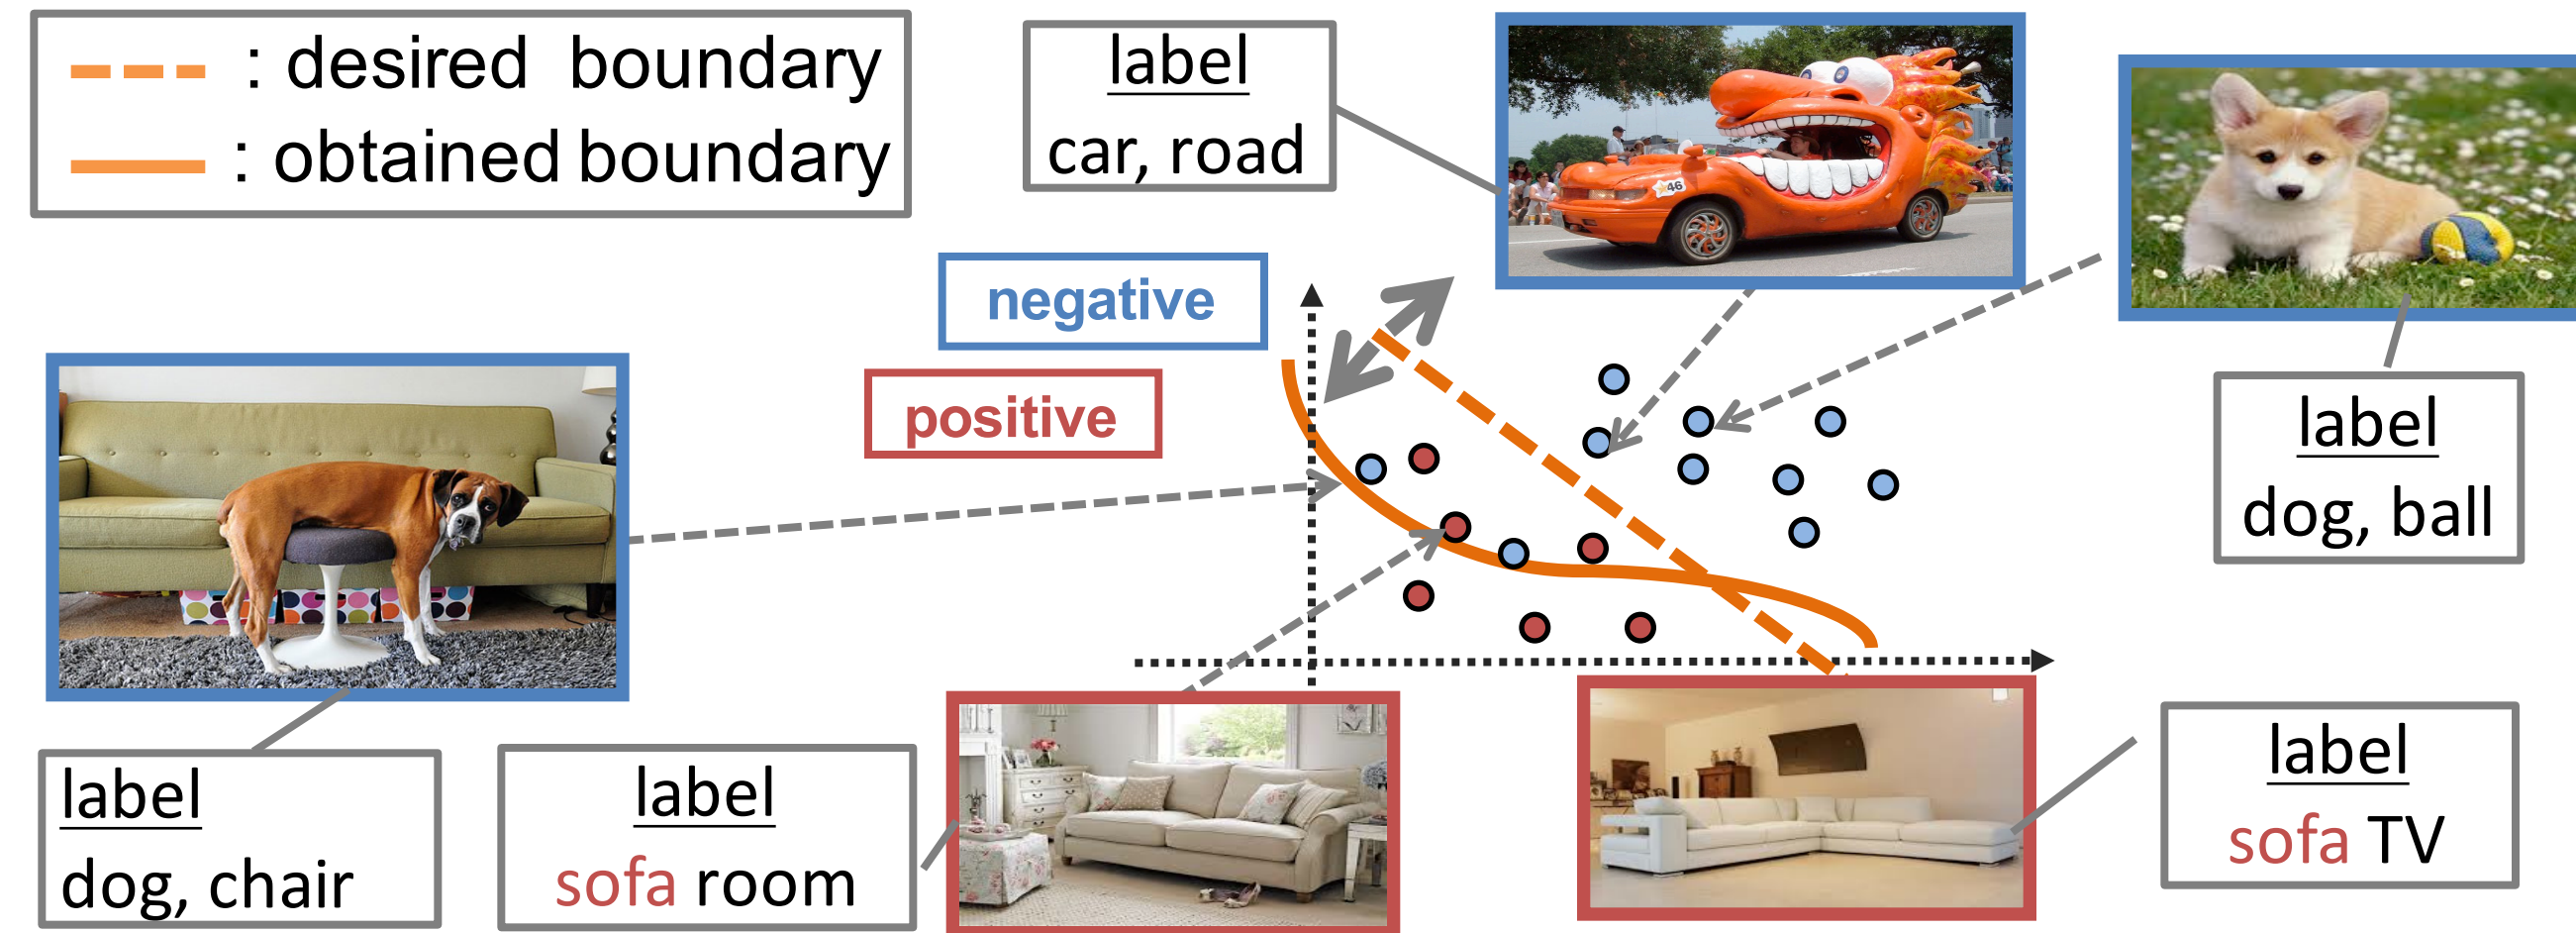 : desired boundary
: obtained boundary
label
car, road
46
negative
positive
label
dog, ball
label
dog, chair
label
sofa room
label
sofa TV